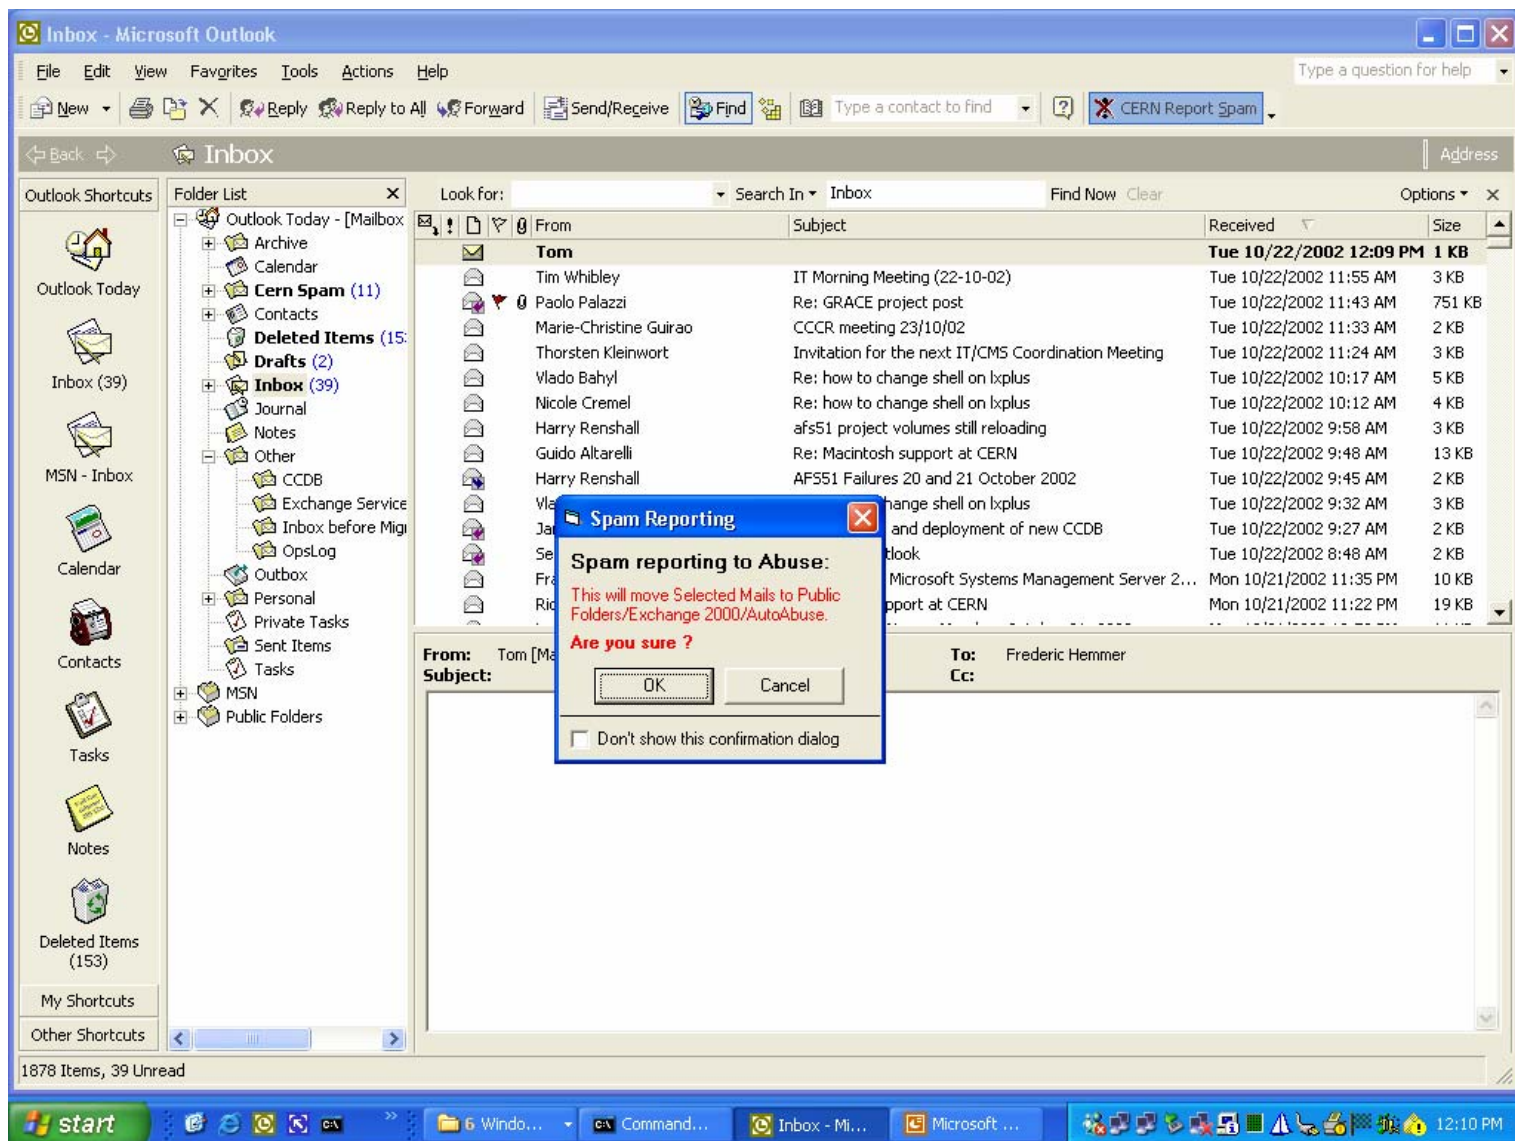 Inbox - Microsoft Outlook
File Edit View Favorites Tools Actions Help
Type a question for help
New Reply Reply to All Forward Send/Receive Find Type a contact to find CERN Report Spam
Back Inbox Address
Outlook Shortcuts
Outlook Today
Inbox (39)
MSN - Inbox
Calendar
Contacts
Tasks
Notes
Deleted Items
(153)
My Shortcuts
Other Shortcuts
Folder List
Outlook Today - [Mailbox
Archive
Calendar
Cern Spam (11)
Contacts
Deleted Items (15
Drafts (2)
Inbox (39)
Journal
Notes
Other
CCDB
Exchange Service
Inbox before Migr
OpsLog
Outbox
Personal
Private Tasks
Sent Items
Tasks
MSN
Public Folders
Look for: Search In Inbox Find Now Clear Options
From Subject Received Size
Tom Tue 10/22/2002 12:09 PM 1 KB
Tim Whibley IT Morning Meeting (22-10-02) Tue 10/22/2002 11:55 AM 3 KB
Paolo Palazzi Re: GRACE project post Tue 10/22/2002 11:43 AM 751 KB
Marie-Christine Guirao CCCR meeting 23/10/02 Tue 10/22/2002 11:33 AM 2 KB
Thorsten Kleinwort Invitation for the next IT/CMS Coordination Meeting Tue 10/22/2002 11:24 AM 3 KB
Vlado Bahyl Re: how to change shell on lxplus Tue 10/22/2002 10:17 AM 5 KB
Nicole Cremel Re: how to change shell on lxplus Tue 10/22/2002 10:12 AM 4 KB
Harry Renshall afs51 project volumes still reloading Tue 10/22/2002 9:58 AM 3 KB
Guido Altarelli Re: Macintosh support at CERN Tue 10/22/2002 9:48 AM 13 KB
Harry Renshall AFS51 Failures 20 and 21 October 2002 Tue 10/22/2002 9:45 AM 2 KB
Vla hange shell on lxplus Tue 10/22/2002 9:32 AM 3 KB
Jar and deployment of new CCDB Tue 10/22/2002 9:27 AM 2 KB
Se tlook Tue 10/22/2002 8:48 AM 2 KB
Fra Microsoft Systems Management Server 2... Mon 10/21/2002 11:35 PM 10 KB
Ric pport at CERN Mon 10/21/2002 11:22 PM 19 KB
Spam Reporting
Spam reporting to Abuse:
This will move Selected Mails to Public
Folders/Exchange 2000/AutoAbuse.
Are you sure ?
OK Cancel
Don't show this confirmation dialog
From: Tom [Ma To: Frederic Hemmer
Subject: Cc:
1878 Items, 39 Unread
start 6 Windo... Command... Inbox - Mi... Microsoft ... 12:10 PM